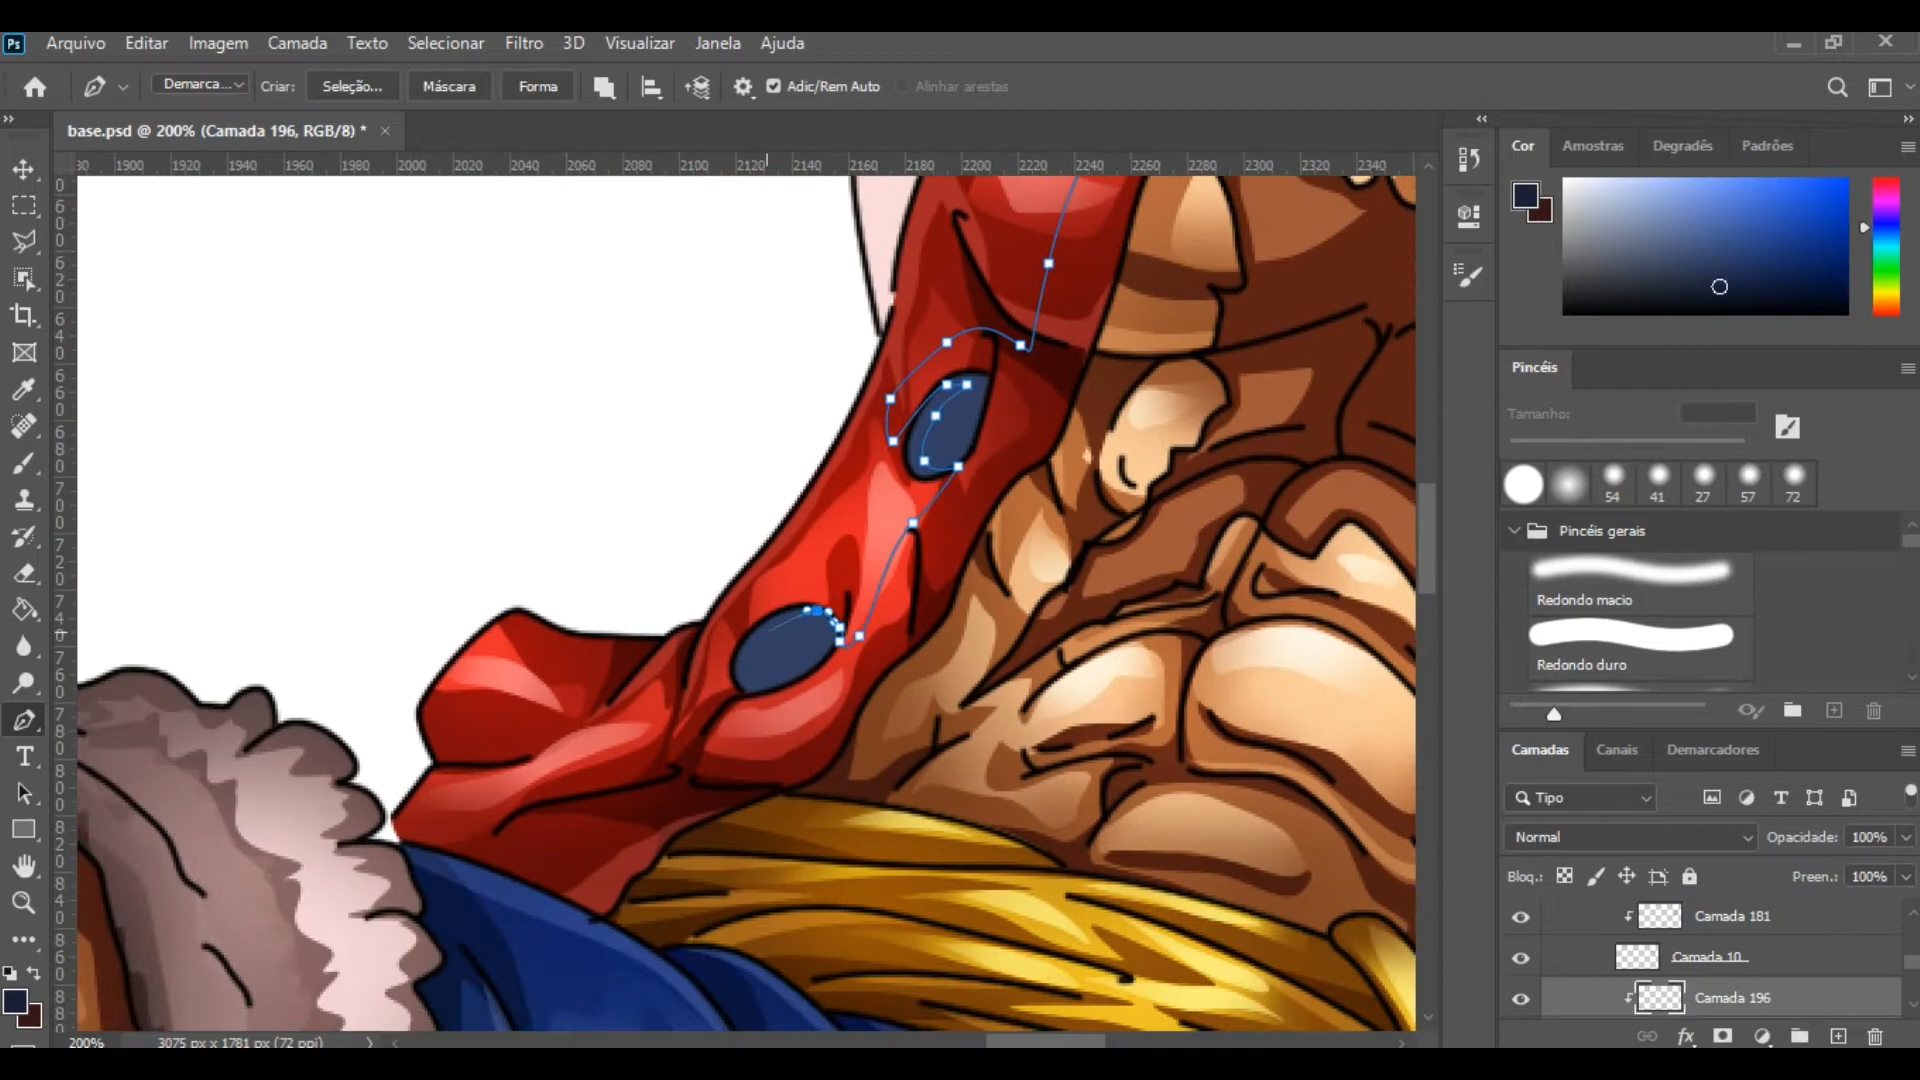 Ps Arquivo Editar Imagem Camada Texto Selecionar Filtro 3D Visualizar Janela Ajuda
Demarca... Criar: Seleção... Máscara Forma Adic/Rem Auto Alinhar arestas
base.psd @ 200% (Camada 196, RGB/8) *
1900 1920 1940 1960 1980 2000 2020 2040 2060 2080 2100 2120 2140 2160 2180 2200 2220 2240 2260 2280 2300 2320 2340
Cor Amostras Degradês Padrões
Pincéis
Tamanho:
54 41 27 57 72
Pincéis gerais
Redondo macio
Redondo duro
Camadas Canais Demarcadores
Tipo
Normal Opacidade: 100%
Bloq.: Preen.: 100%
Camada 181
Camada 10
Camada 196
200% 3075 px x 1781 px (72 ppi)